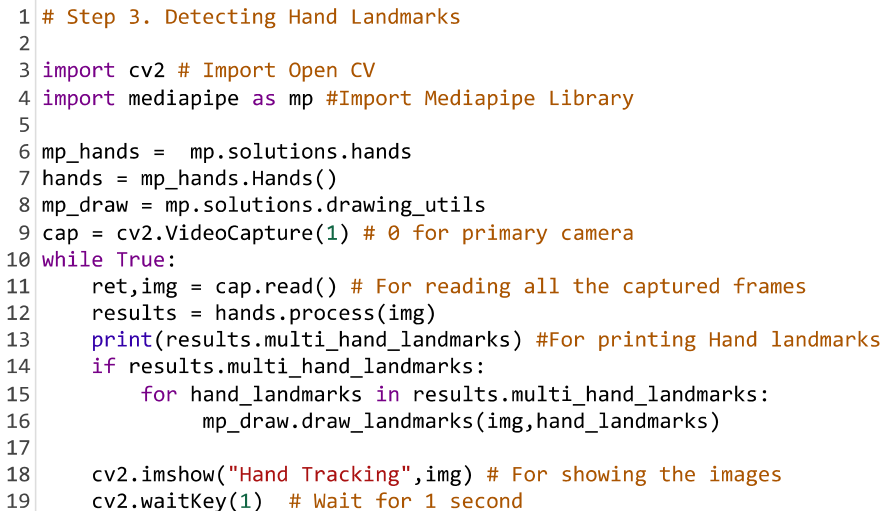 1 # Step 3. Detecting Hand Landmarks
2
3 import cv2 # Import Open CV
4 import mediapipe as mp #Import Mediapipe Library
5
6 mp_hands =  mp.solutions.hands
7 hands = mp_hands.Hands()
8 mp_draw = mp.solutions.drawing_utils
9 cap = cv2.VideoCapture(1) # 0 for primary camera
10 while True:
11     ret,img = cap.read() # For reading all the captured frames
12     results = hands.process(img)
13     print(results.multi_hand_landmarks) #For printing Hand landmarks
14     if results.multi_hand_landmarks:
15         for hand_landmarks in results.multi_hand_landmarks:
16              mp_draw.draw_landmarks(img,hand_landmarks)
17
18     cv2.imshow("Hand Tracking",img) # For showing the images
19     cv2.waitKey(1)  # Wait for 1 second